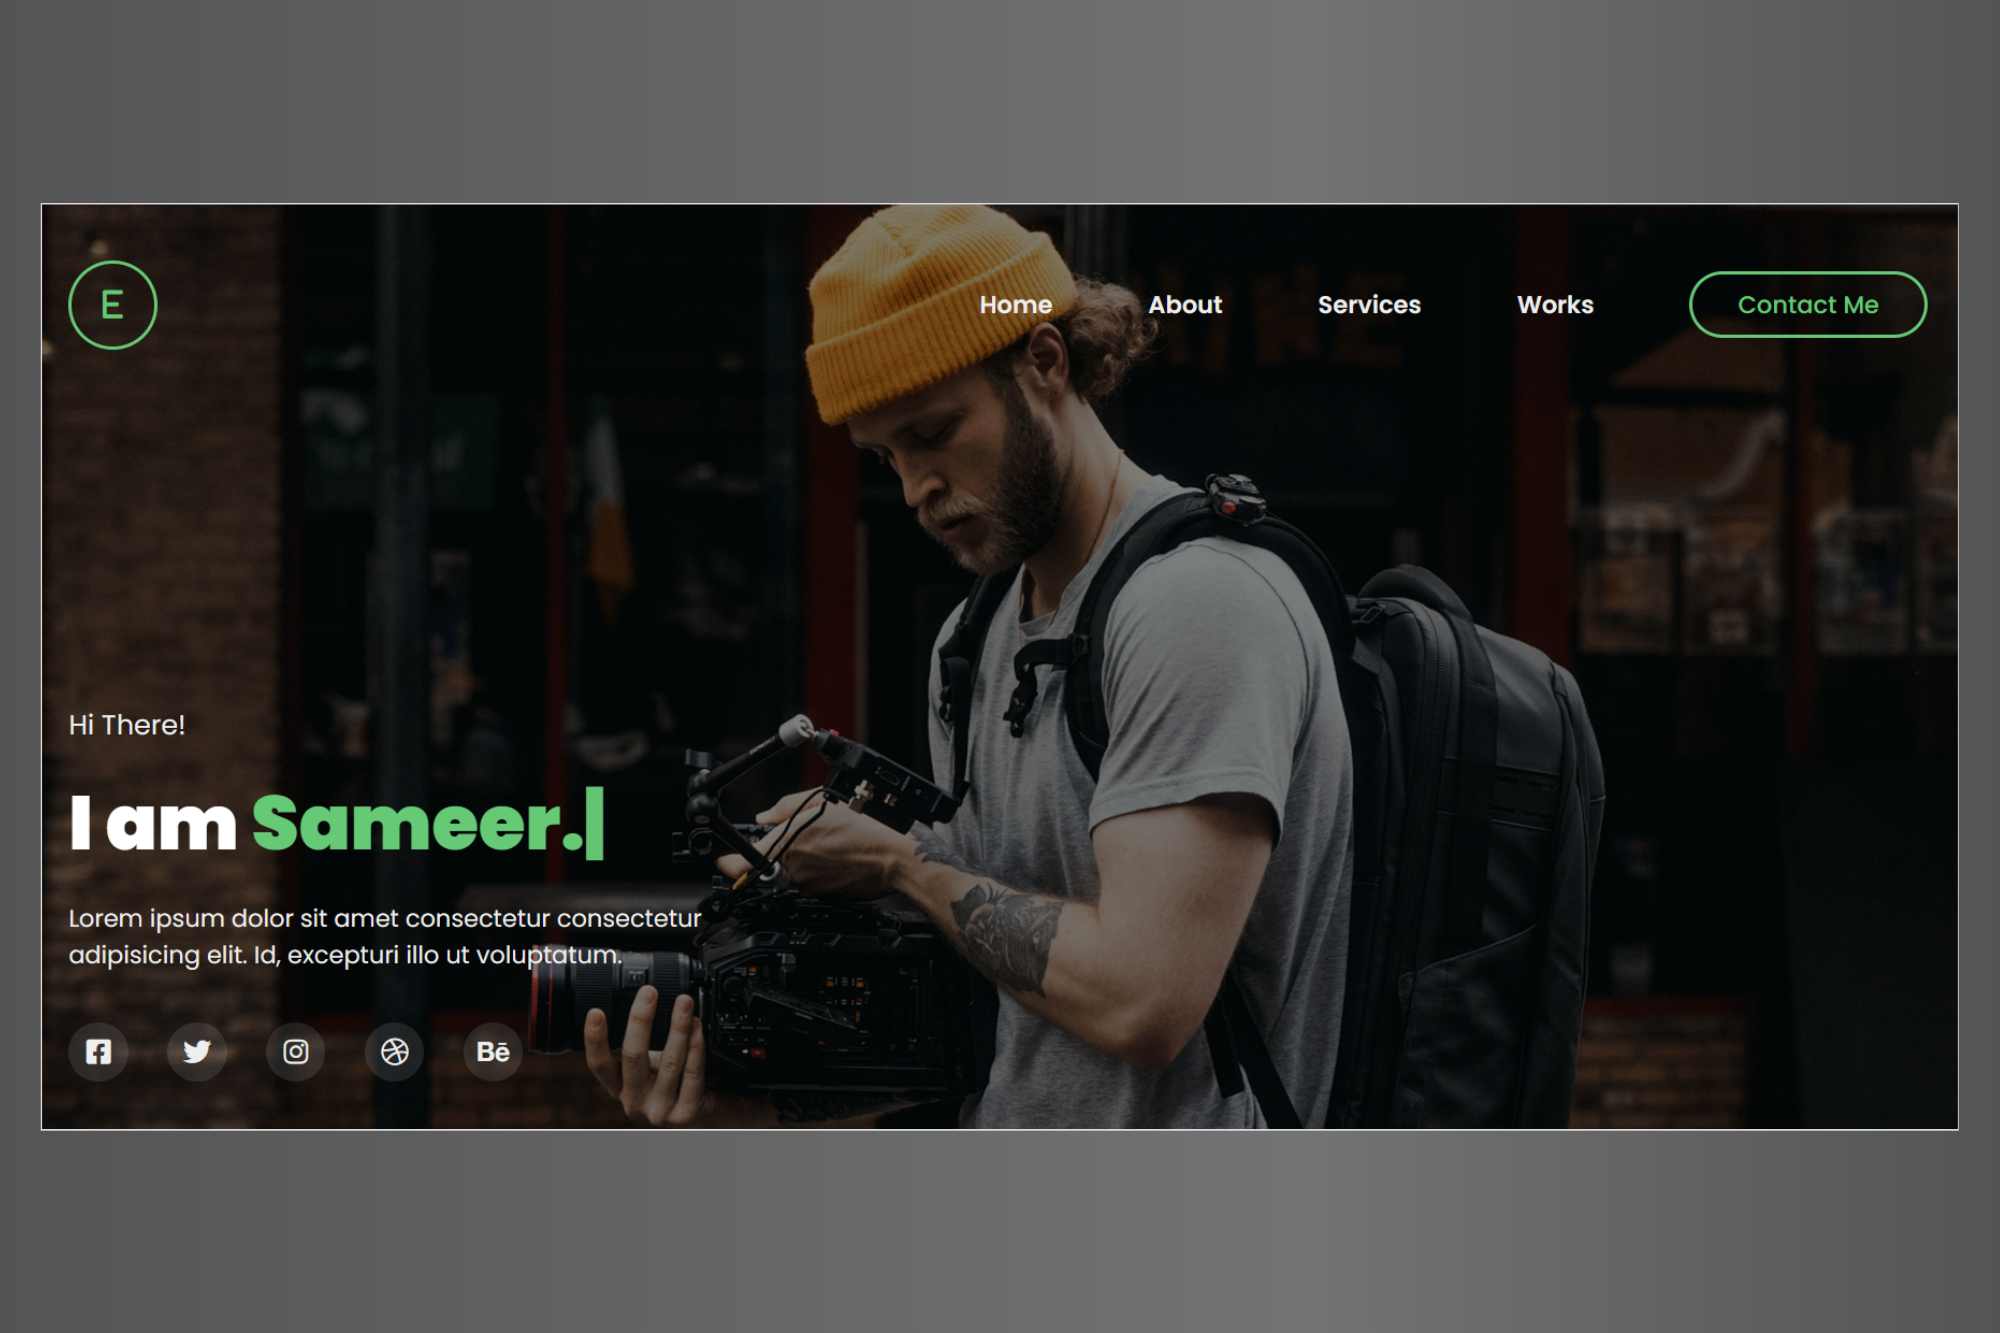 E
Home About Services Works Contact Me
Hi There!
I am Sameer.|
Lorem ipsum dolor sit amet consectetur consectetur
adipisicing elit. Id, excepturi illo ut voluptatum.
Bē